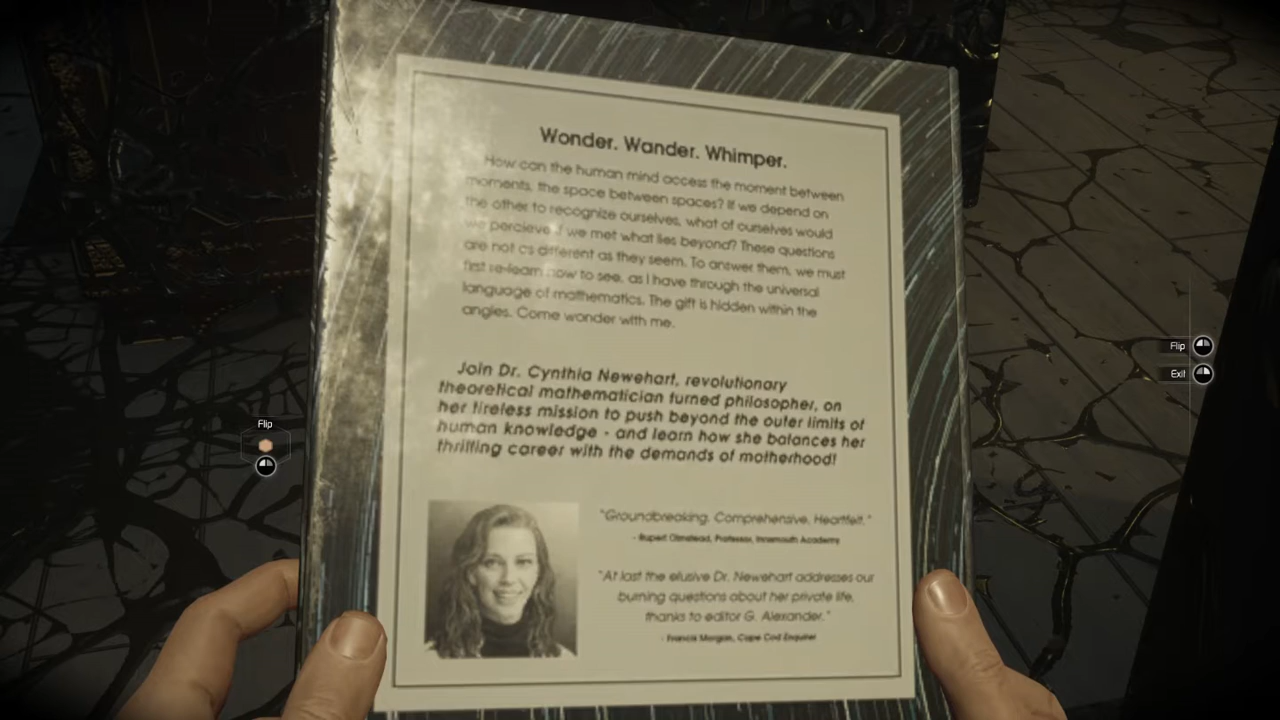 Wonder. Wander. Whimper.
How can the human mind access the moment between
moments, the space between spaces? If we depend on
the other to recognize ourselves, what of ourselves would
we percieve if we met what lies beyond? These questions
are not as different as they seem. To answer them, we must
first re-learn how to see, as I have through the universal
language of mathematics. The gift is hidden within the
angles. Come wonder with me.
Join Dr. Cynthia Newehart, revolutionary
theoretical mathematician turned philosopher, on
her tireless mission to push beyond the outer limits of
human knowledge - and learn how she balances her
thrilling career with the demands of motherhood!
"Groundbreaking. Comprehensive. Heartfelt."
- Rupert Olmstead, Professor, Innsmouth Academy
"At last the elusive Dr. Newehart addresses our
burning questions about her private life,
thanks to editor G. Alexander."
- Francis Morgan, Cape Cod Enquirer
Flip
Flip
Exit